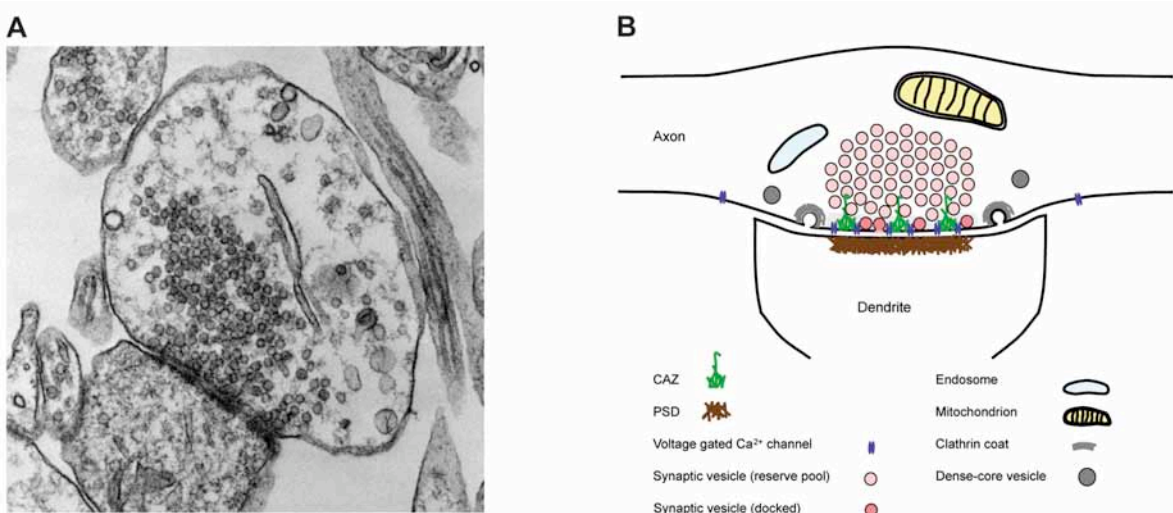 A
B
Axon
Dendrite
CAZ
PSD
Voltage gated Ca²⁺ channel
Synaptic vesicle (reserve pool)
Synaptic vesicle (docked)
Endosome
Mitochondrion
Clathrin coat
Dense-core vesicle